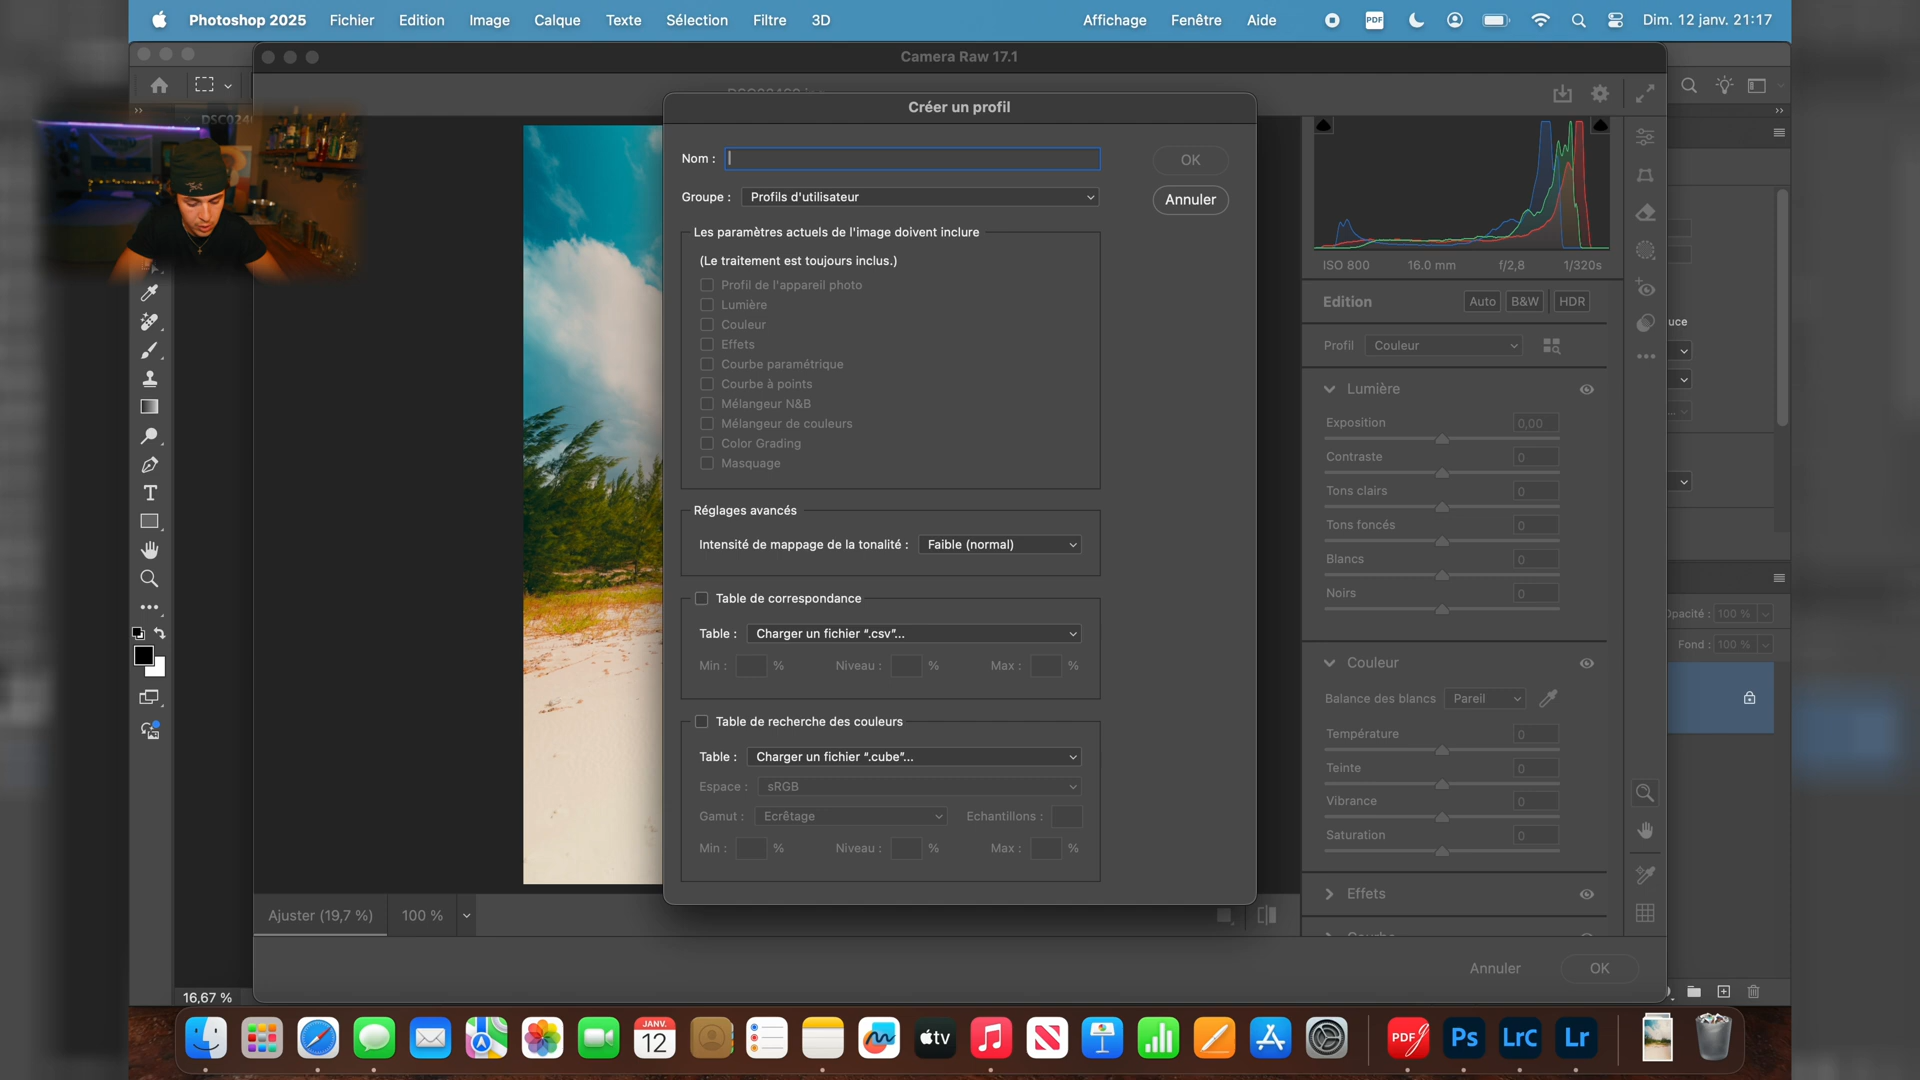 Photoshop 2025 Fichier Edition Image Calque Texte Sélection Filtre 3D Affichage Fenêtre Aide PDF Dim. 12 janv. 21:17
Camera Raw 17.1
Créer un profil
Nom :
OK
Groupe : Profils d'utilisateur
Annuler
Les paramètres actuels de l'image doivent inclure
(Le traitement est toujours inclus.)
Profil de l'appareil photo
Lumière
Couleur
Effets
Courbe paramétrique
Courbe à points
Mélangeur N&B
Mélangeur de couleurs
Color Grading
Masquage
Réglages avancés
Intensité de mappage de la tonalité : Faible (normal)
Table de correspondance
Table : Charger un fichier “.csv”...
Min : % Niveau : % Max : %
Table de recherche des couleurs
Table : Charger un fichier “.cube”...
Espace : sRGB
Gamut : Ecrêtage Echantillons :
Min : % Niveau : % Max : %
ISO 800 16.0 mm f/2,8 1/320s
Edition Auto B&W HDR
Profil Couleur
Lumière
Exposition 0,00
Contraste 0
Tons clairs 0
Tons foncés 0
Blancs 0
Noirs 0
Couleur
Balance des blancs Pareil
Température 0
Teinte 0
Vibrance 0
Saturation 0
Effets
uce
pacité : 100 %
Fond : 100 %
Ajuster (19,7 %) 100 %
Annuler OK
16,67 %
JANV.
12
tv
PDF
Ps
LrC
Lr